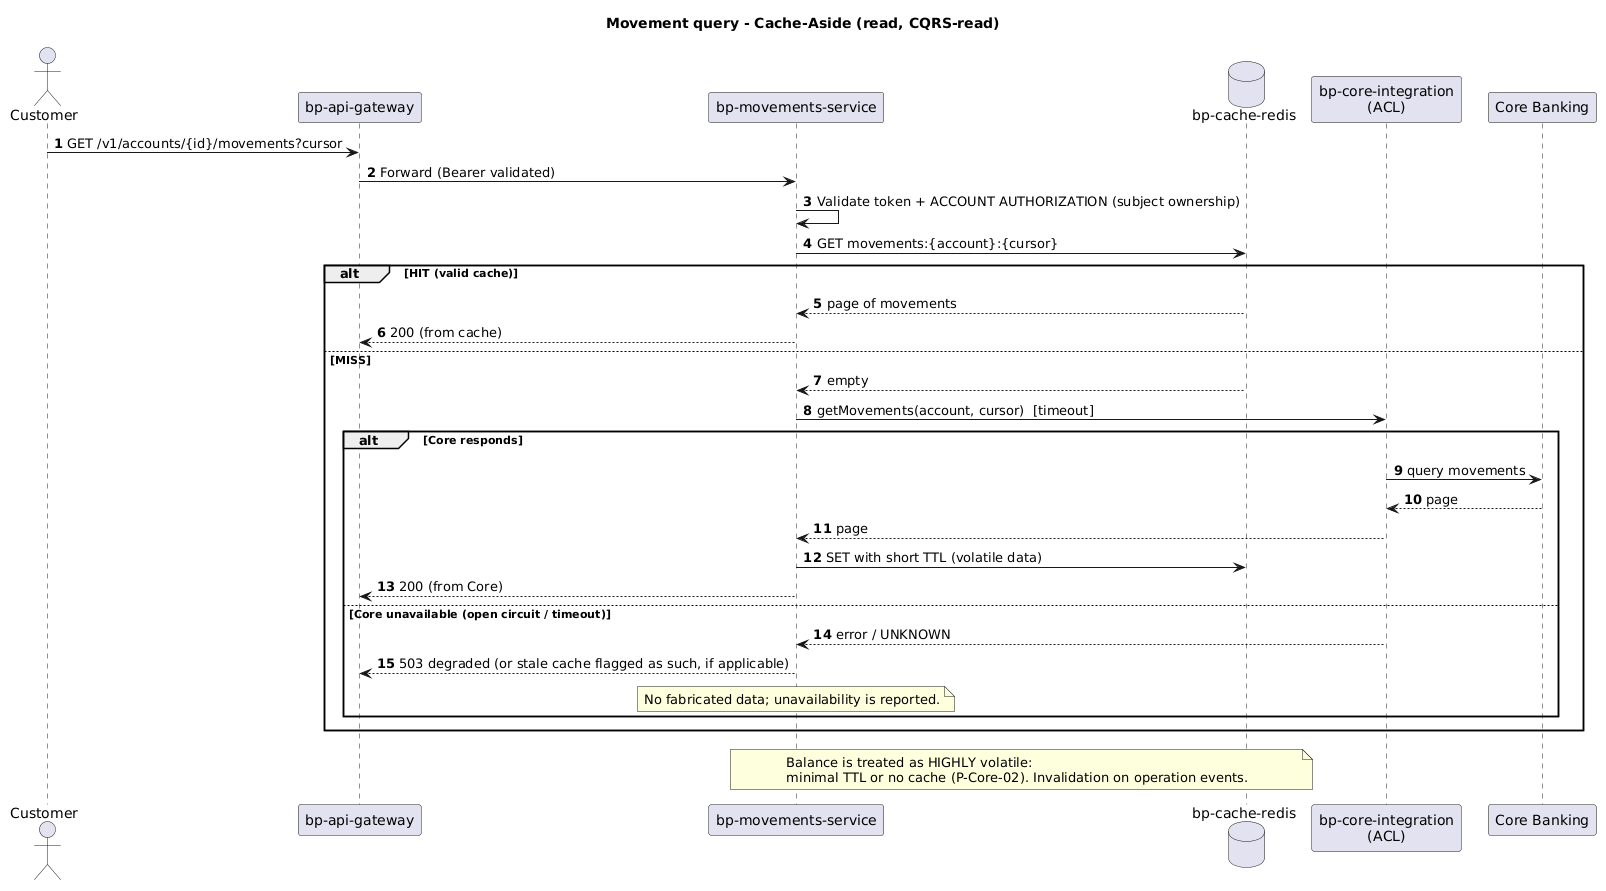 Movement query - Cache-Aside (read, CQRS-read)
Customer
bp-api-gateway
bp-movements-service
bp-cache-redis
bp-core-integration
(ACL)
Core Banking
1 GET /v1/accounts/{id}/movements?cursor
2 Forward (Bearer validated)
3 Validate token + ACCOUNT AUTHORIZATION (subject ownership)
4 GET movements:{account}:{cursor}
alt [HIT (valid cache)]
5 page of movements
6 200 (from cache)
[MISS]
7 empty
8 getMovements(account, cursor)  [timeout]
alt [Core responds]
9 query movements
10 page
11 page
12 SET with short TTL (volatile data)
13 200 (from Core)
[Core unavailable (open circuit / timeout)]
14 error / UNKNOWN
15 503 degraded (or stale cache flagged as such, if applicable)
No fabricated data; unavailability is reported.
Balance is treated as HIGHLY volatile:
minimal TTL or no cache (P-Core-02). Invalidation on operation events.
Customer
bp-api-gateway
bp-movements-service
bp-cache-redis
bp-core-integration
(ACL)
Core Banking